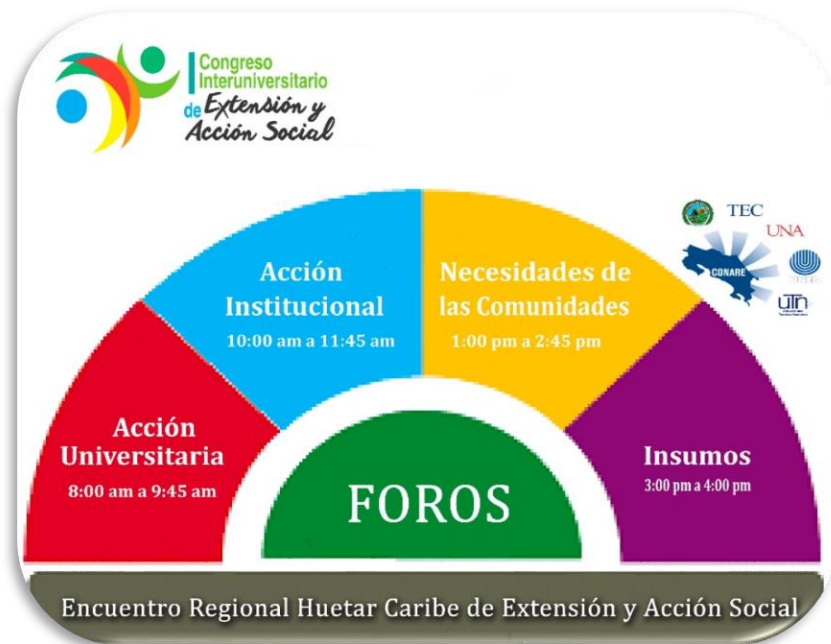 I Congreso
Interuniversitario
de Extensión y
Acción Social
TEC
UNA
CONARE
UTN
Acción
Institucional
10:00 am a 11:45 am
Necesidades de
las Comunidades
1:00 pm a 2:45 pm
Acción
Universitaria
8:00 am a 9:45 am
Insumos
3:00 pm a 4:00 pm
FOROS
Encuentro Regional Huetar Caribe de Extensión y Acción Social